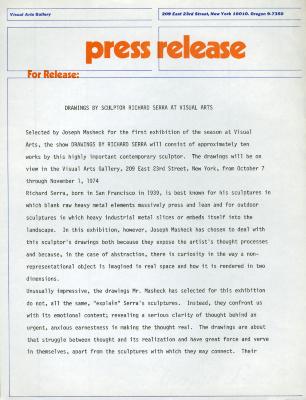 Visual Arts Gallery
209 East 23rd Street, New York 10010. Oregon 9-7350
press release
For Release:
DRAWINGS BY SCULPTOR RICHARD SERRA AT VISUAL ARTS
Selected by Joseph Masheck for the first exhibition of the season at Visual
Arts, the show DRAWINGS BY RICHARD SERRA will consist of approximately ten
works by this highly important contemporary sculptor. The drawings will be on
view in the Visual Arts Gallery, 209 East 23rd Street, New York, from October 7
through November 1, 1974
Richard Serra, born in San Francisco in 1939, is best known for his sculptures in
which blank raw heavy metal elements massively press and lean and for outdoor
sculptures in which heavy industrial metal slices or embeds itself into the
landscape. In this exhibition, however, Joseph Masheck has chosen to deal with
this sculptor's drawings both because they expose the artist's thought processes
and because, in the case of abstraction, there is curiosity in the way a non-
representational object is imagined in real space and how it is rendered in two
dimensions.
Unusually impressive, the drawings Mr. Masheck has selected for this exhibition
do not, all the same, "explain" Serra's sculptures. Instead, they confront us
with its emotional content; revealing a serious clarity of thought behind an
urgent, anxious earnestness in making the thought real. The drawings are about
that struggle between thought and its realization and have great force and verve
in themselves, apart from the sculptures with which they may connect. Their